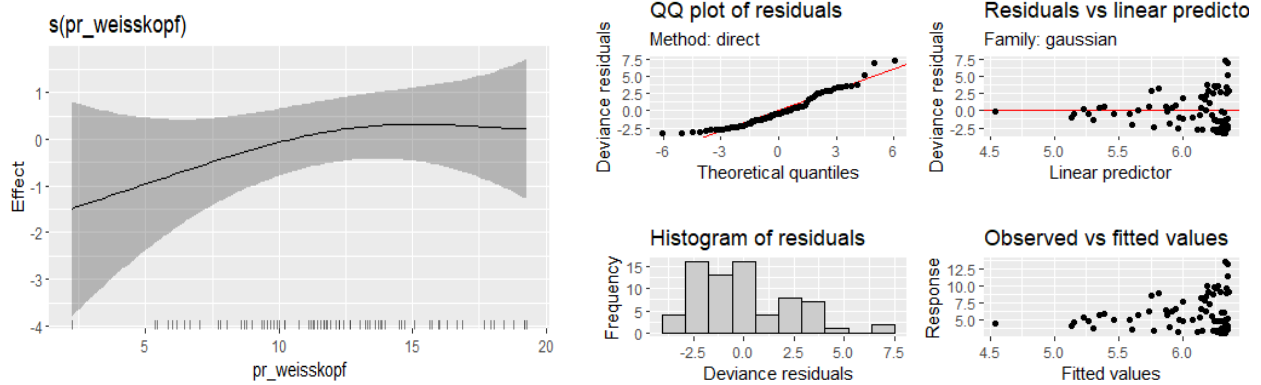 s(pr_weisskopf)
Effect
1
0
-1
-2
-3
-4
5
10
15
20
pr_weisskopf
QQ plot of residuals
Method: direct
Deviance residuals
7.5
5.0
2.5
0.0
-2.5
-6
-3
0
3
6
Theoretical quantiles
Residuals vs linear predicto
Family: gaussian
Deviance residuals
7.5
5.0
2.5
0.0
-2.5
4.5
5.0
5.5
6.0
Linear predictor
Histogram of residuals
Frequency
15
10
5
0
-2.5
0.0
2.5
5.0
7.5
Deviance residuals
Observed vs fitted values
Response
12.5
10.0
7.5
5.0
4.5
5.0
5.5
6.0
Fitted values